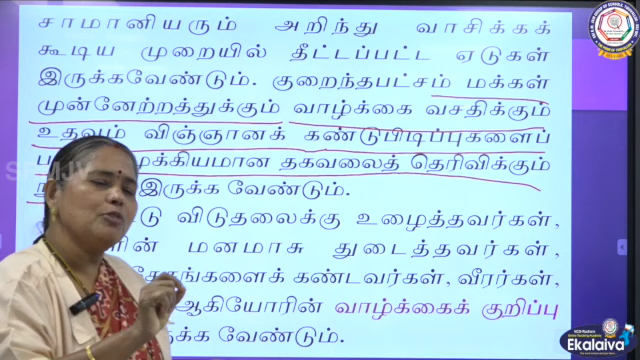 சாமானியரும் அறிந்து வாசிக்கக்
கூடிய முறையில் தீட்டப்பட்ட ஏடுகள்
இருக்கவேண்டும். குறைந்தபட்சம் மக்கள்
முன்னேற்றத்துக்கும் வாழ்க்கை வசதிக்கும்
உதவும் விஞ்ஞானக் கண்டுபிடிப்புகளைப்
தகவலைத் தெரிவிக்கும்
இருக்க வேண்டும்.
விடுதலைக்கு உழைத்தவர்கள்,
மனமாசு துடைத்தவர்கள்,
கண்டவர்கள், வீரர்கள்,
ஆகியோரின் வாழ்க்கைக் குறிப்பு
வேண்டும்.
Ekalaiva